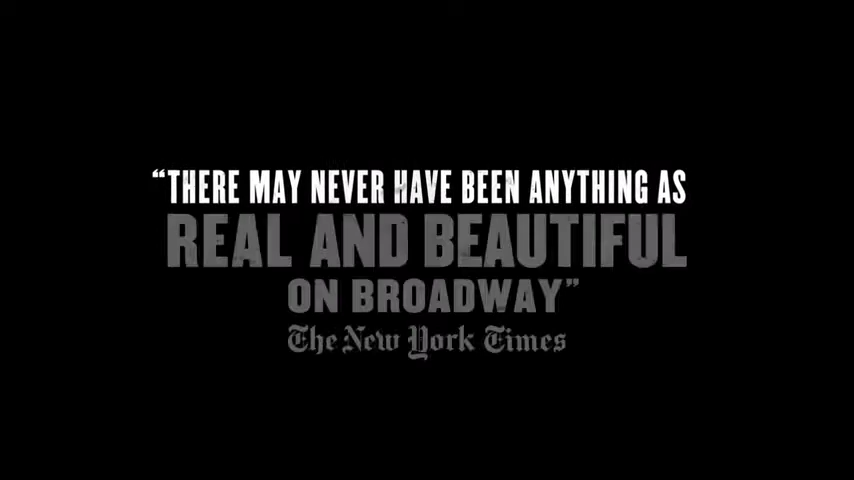 “THERE MAY NEVER HAVE BEEN ANYTHING AS
REAL AND BEAUTIFUL
ON BROADWAY”
The New York Times